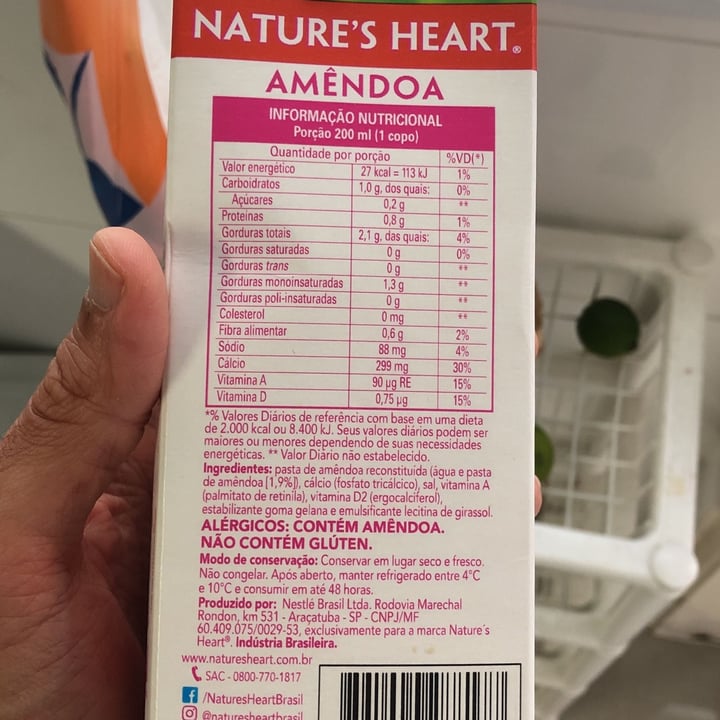 NATURE'S HEART®
AMÊNDOA
INFORMAÇÃO NUTRICIONAL
Porção 200 ml (1 copo)
Quantidade por porção %VD(*)
Valor energético 27 kcal = 113 kJ 1%
Carboidratos 1,0 g, dos quais: 0%
Açúcares 0,2 g **
Proteínas 0,8 g 1%
Gorduras totais 2,1 g, das quais: 4%
Gorduras saturadas 0 g 0%
Gorduras trans 0 g **
Gorduras monoinsaturadas 1,3 g **
Gorduras poli-insaturadas 0 g **
Colesterol 0 mg **
Fibra alimentar 0,6 g 2%
Sódio 88 mg 4%
Cálcio 299 mg 30%
Vitamina A 90 µg RE 15%
Vitamina D 0,75 µg 15%
*% Valores Diários de referência com base em uma dieta
de 2.000 kcal ou 8.400 kJ. Seus valores diários podem ser
maiores ou menores dependendo de suas necessidades
energéticas. ** Valor Diário não estabelecido.
Ingredientes: pasta de amêndoa reconstituída (água e pasta
de amêndoa [1,9%]), cálcio (fosfato tricálcico), sal, vitamina A
(palmitato de retinila), vitamina D2 (ergocalciferol),
estabilizante goma gelana e emulsificante lecitina de girassol.
ALÉRGICOS: CONTÉM AMÊNDOA.
NÃO CONTÉM GLÚTEN.
Modo de conservação: Conservar em lugar seco e fresco.
Não congelar. Após aberto, manter refrigerado entre 4°C
e 10°C e consumir em até 48 horas.
Produzido por: Nestlé Brasil Ltda. Rodovia Marechal
Rondon, km 531 - Araçatuba - SP - CNPJ/MF
60.409.075/0029-53, exclusivamente para a marca Nature's
Heart®. Indústria Brasileira.
www.naturesheart.com.br
SAC - 0800-770-1817
/NaturesHeartBrasil
@naturesheartbrasil